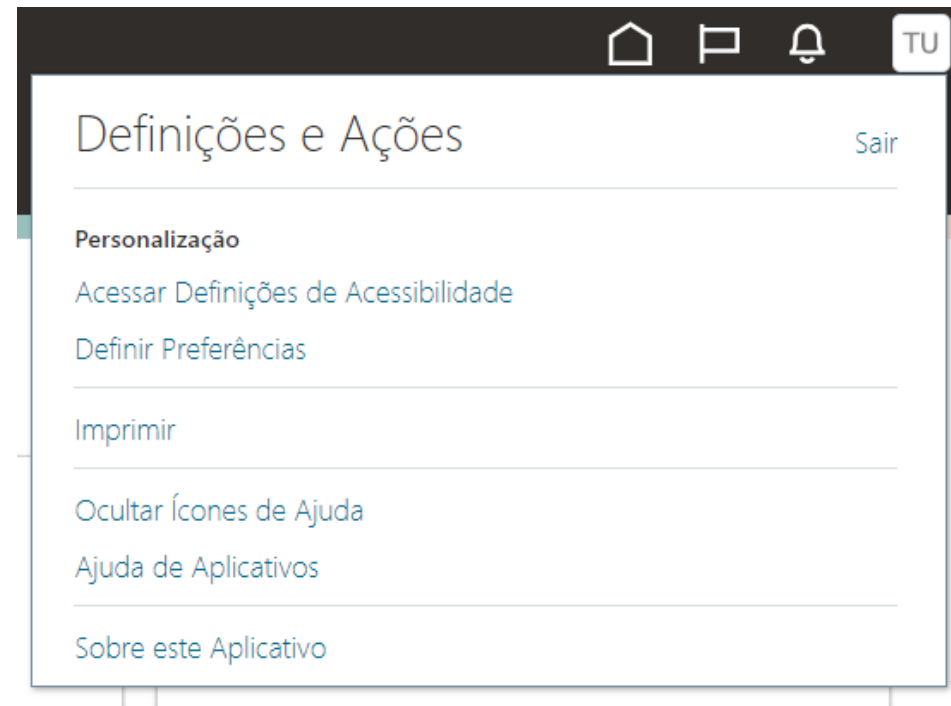 TU
Definições e Ações
Sair
Personalização
Acessar Definições de Acessibilidade
Definir Preferências
Imprimir
Ocultar Ícones de Ajuda
Ajuda de Aplicativos
Sobre este Aplicativo